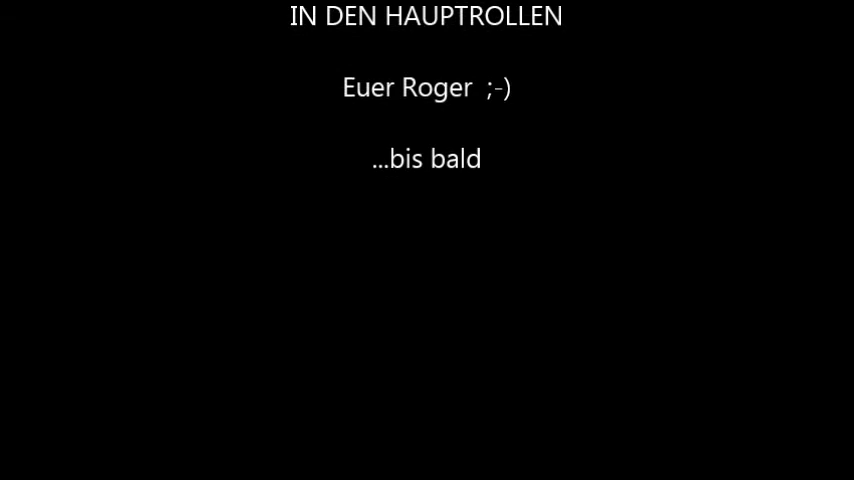 IN DEN HAUPTROLLEN
Euer Roger ;-)
...bis bald